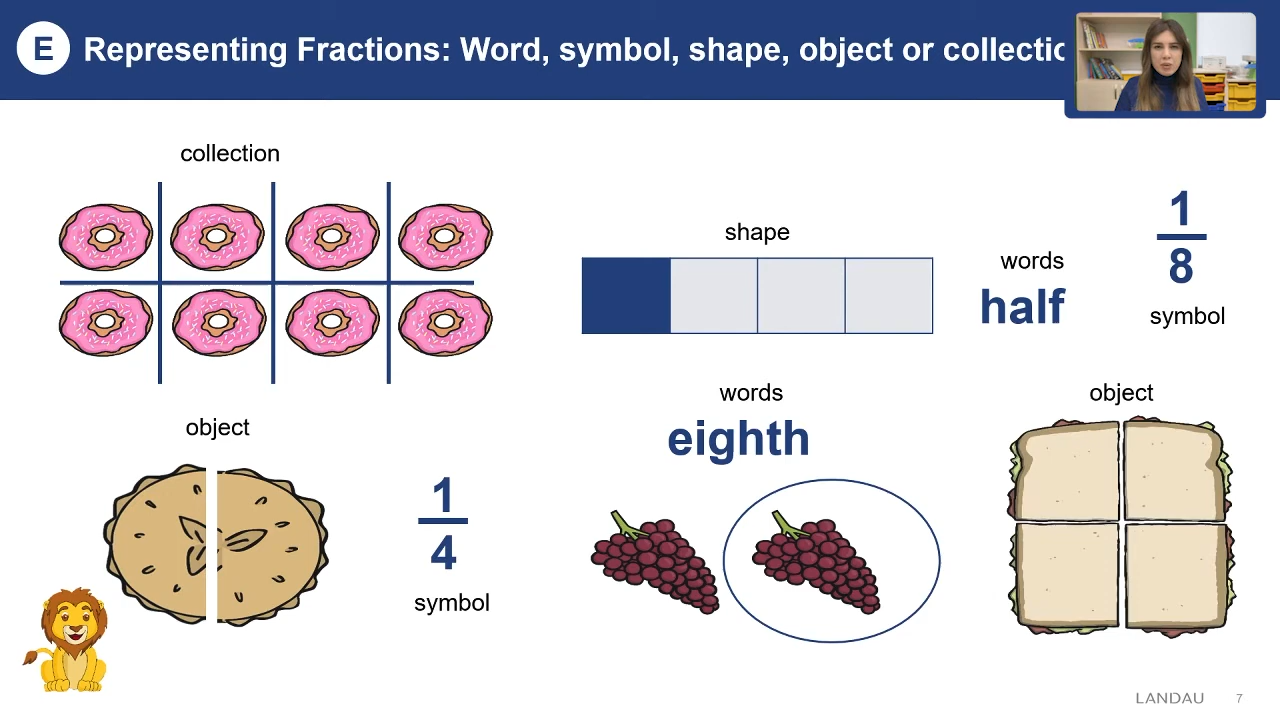 E
Representing Fractions: Word, symbol, shape, object or collectio
collection
shape
words
half
1
8
symbol
object
1
4
symbol
words
eighth
object
LANDAU
7